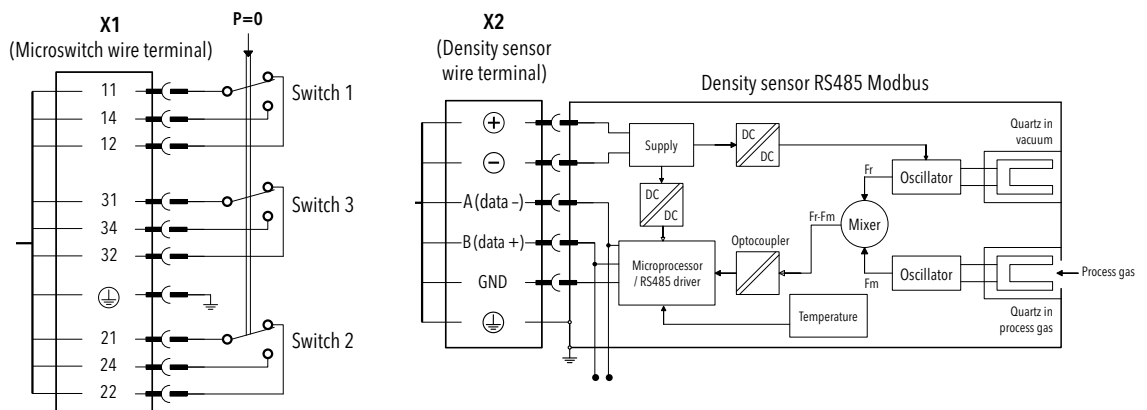 X1
(Microswitch wire terminal)
P=0
11
14
12
Switch 1
31
34
32
Switch 3
21
24
22
Switch 2
X2
(Density sensor
wire terminal)
+
−
A (data –)
B (data +)
GND
Density sensor RS485 Modbus
Supply
DC
DC
DC
DC
Microprocessor
/ RS485 driver
Optocoupler
Fr
Fr-Fm
Mixer
Fm
Oscillator
Oscillator
Temperature
Quartz in
vacuum
Process gas
Quartz in
process gas